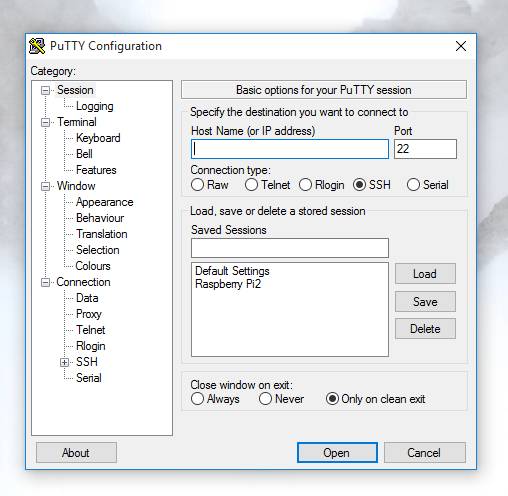 PuTTY Configuration
Category:
Session
Logging
Terminal
Keyboard
Bell
Features
Window
Appearance
Behaviour
Translation
Selection
Colours
Connection
Data
Proxy
Telnet
Rlogin
SSH
Serial
Basic options for your PuTTY session
Specify the destination you want to connect to
Host Name (or IP address) Port
22
Connection type:
Raw Telnet Rlogin SSH Serial
Load, save or delete a stored session
Saved Sessions
Default Settings
Raspberry Pi2
Load
Save
Delete
Close window on exit:
Always Never Only on clean exit
About Open Cancel